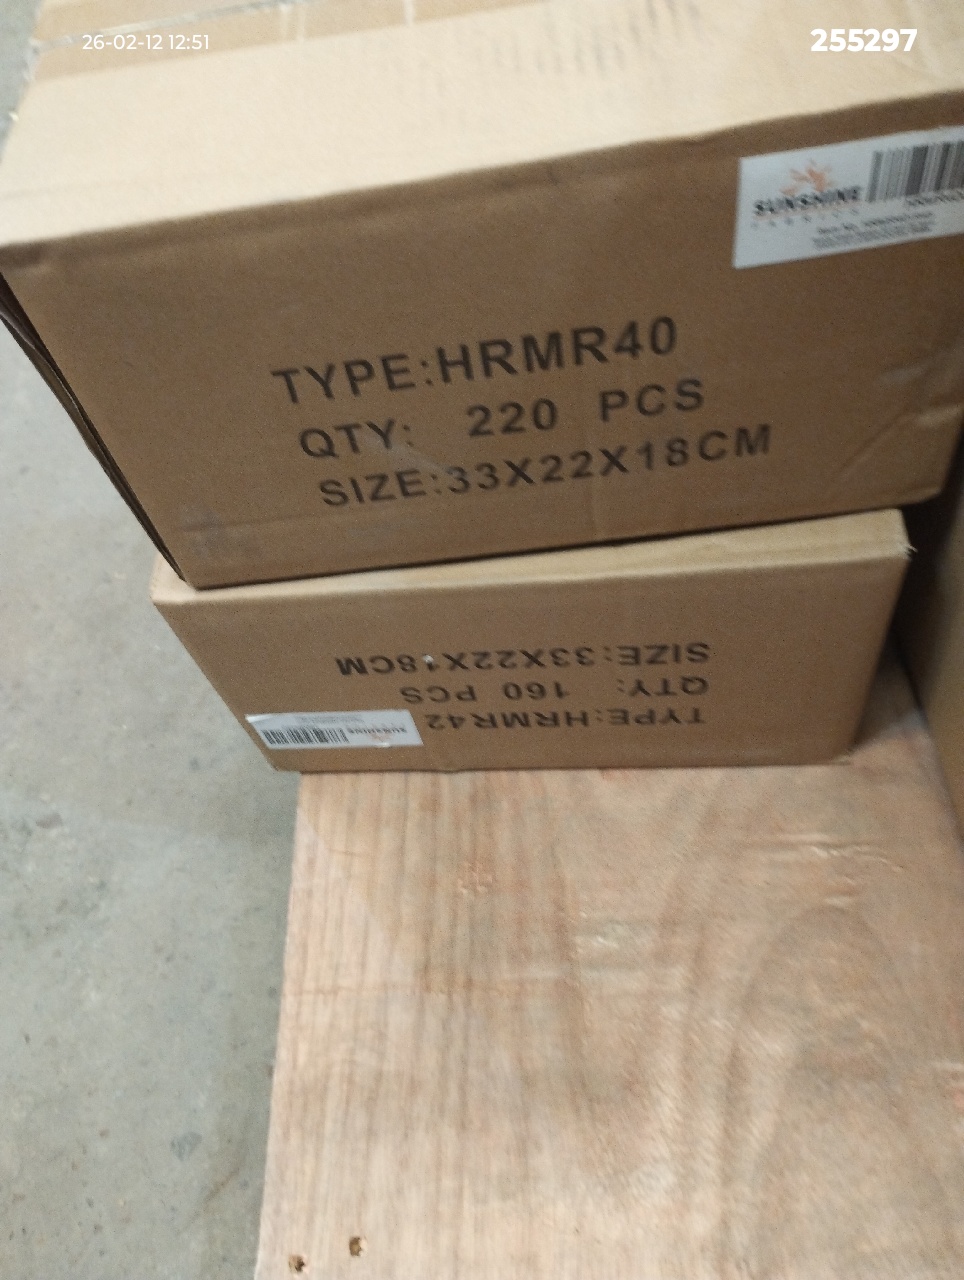 26-02-12 12:51
255297
SUNSHINE
TYPE:HRMR40
QTY: 220 PCS
SIZE:33X22X18CM
TYPE:HRMR42
QTY: 160 PCS
SIZE:33X22X18CM
SUNSHINE